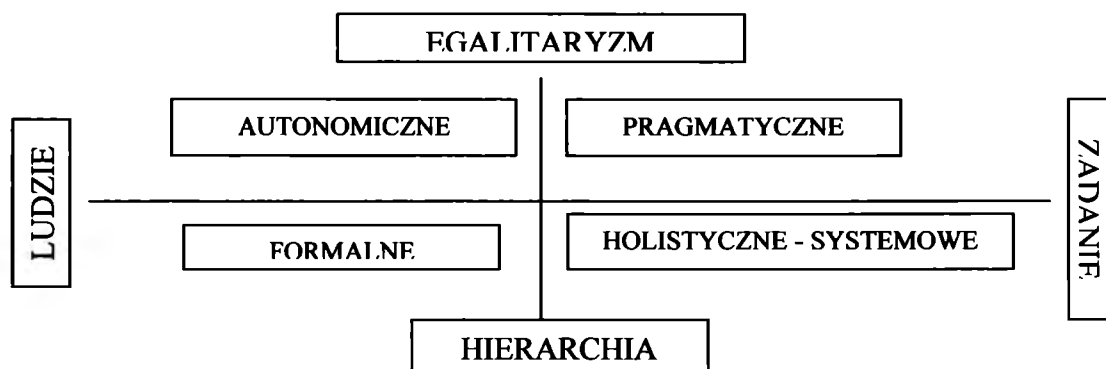 EGALITARYZM
AUTONOMICZNE
PRAGMATYCZNE
LUDZIE
ZADANIE
FORMALNE
HOLISTYCZNE - SYSTEMOWE
HIERARCHIA